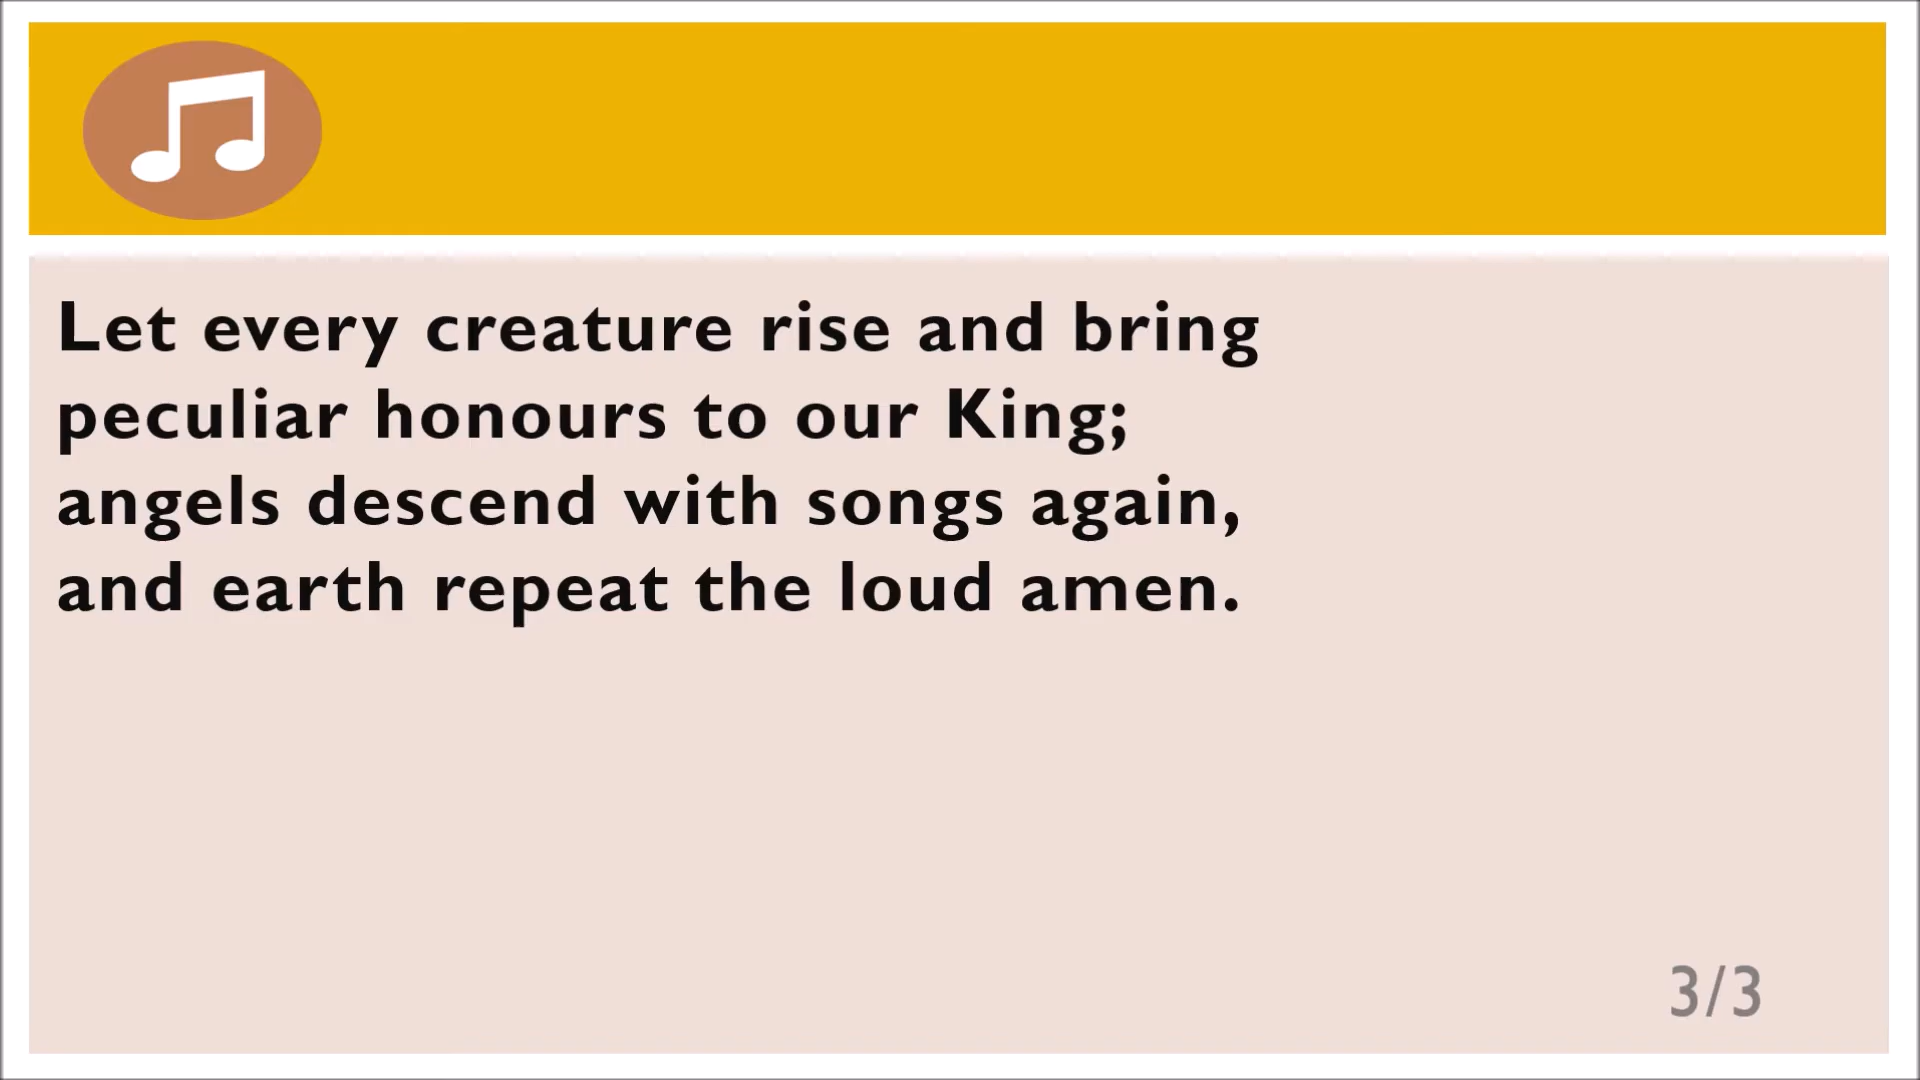 Let every creature rise and bring
peculiar honours to our King;
angels descend with songs again,
and earth repeat the loud amen.
3/3